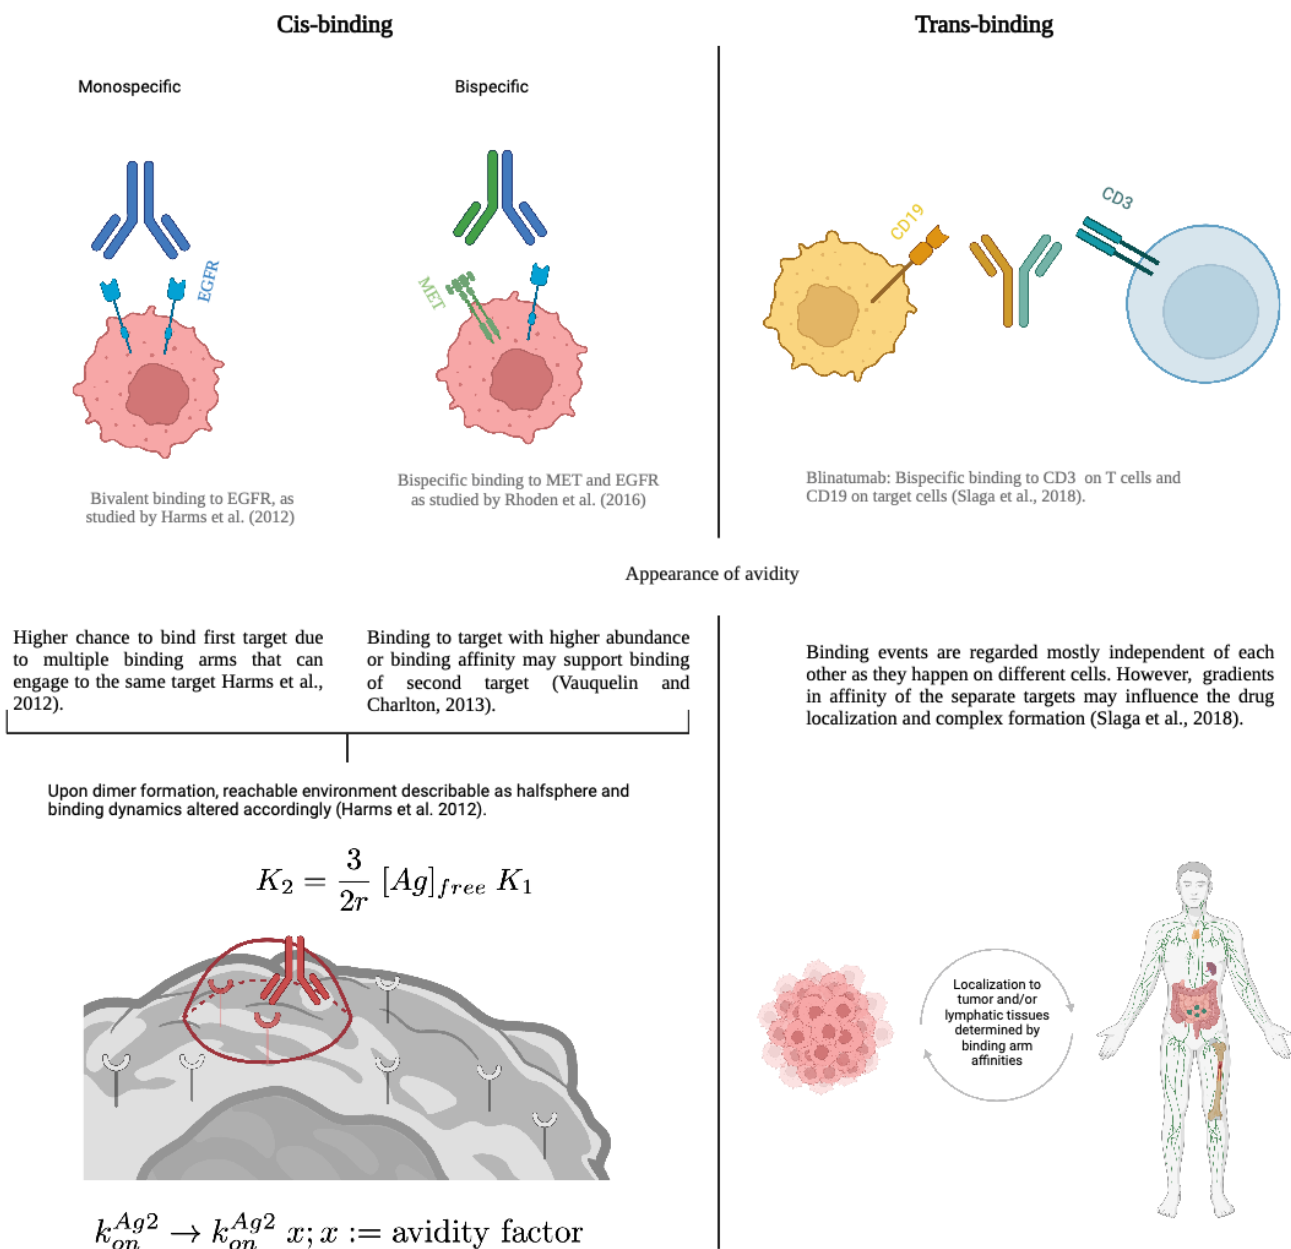 Cis-binding
Trans-binding
Monospecific
Bispecific
EGFR
MET
CD19
CD3
Bivalent binding to EGFR, as
studied by Harms et al. (2012)
Bispecific binding to MET and EGFR
as studied by Rhoden et al. (2016)
Blinatumab: Bispecific binding to CD3 on T cells and
CD19 on target cells (Slaga et al., 2018).
Appearance of avidity
Higher chance to bind first target due
to multiple binding arms that can
engage to the same target Harms et al.,
2012).
Binding to target with higher abundance
or binding affinity may support binding
of second target (Vauquelin and
Charlton, 2013).
Binding events are regarded mostly independent of each
other as they happen on different cells. However, gradients
in affinity of the separate targets may influence the drug
localization and complex formation (Slaga et al., 2018).
Upon dimer formation, reachable environment describable as halfsphere and
binding dynamics altered accordingly (Harms et al. 2012).
K₂ = 3/2r [Ag]free K₁
Localization to
tumor and/or
lymphatic tissues
determined by
binding arm
affinities
k_on^Ag2 → k_on^Ag2 x; x := avidity factor